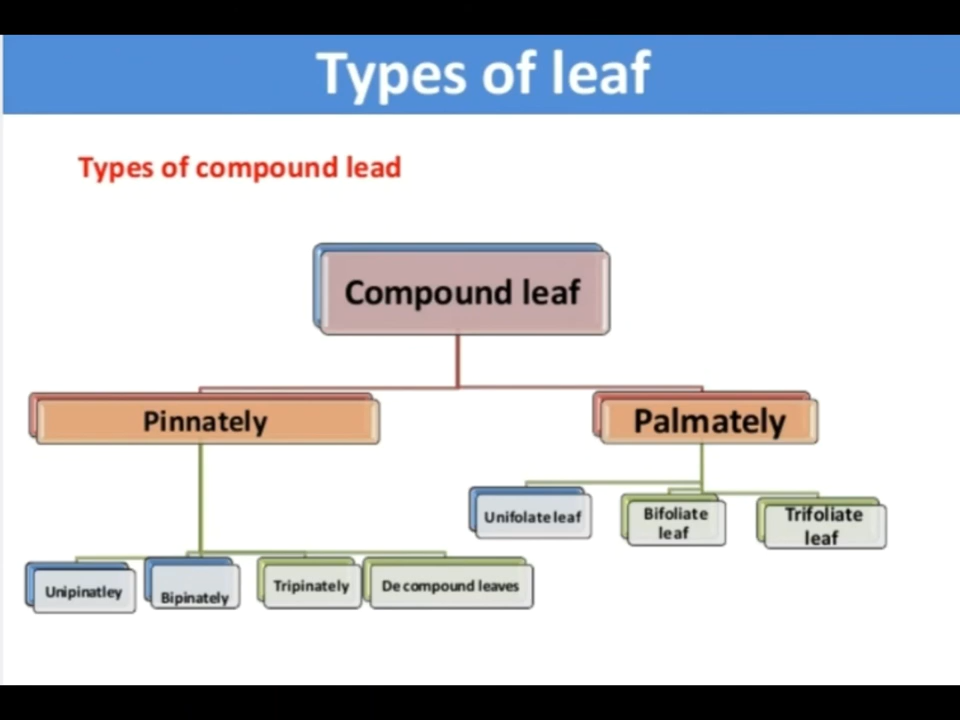 Types of leaf
Types of compound lead
Compound leaf
Pinnately
Palmately
Unifolate leaf
Bifoliate
leaf
Trifoliate
leaf
Unipinatley
Bipinately
Tripinately
De compound leaves